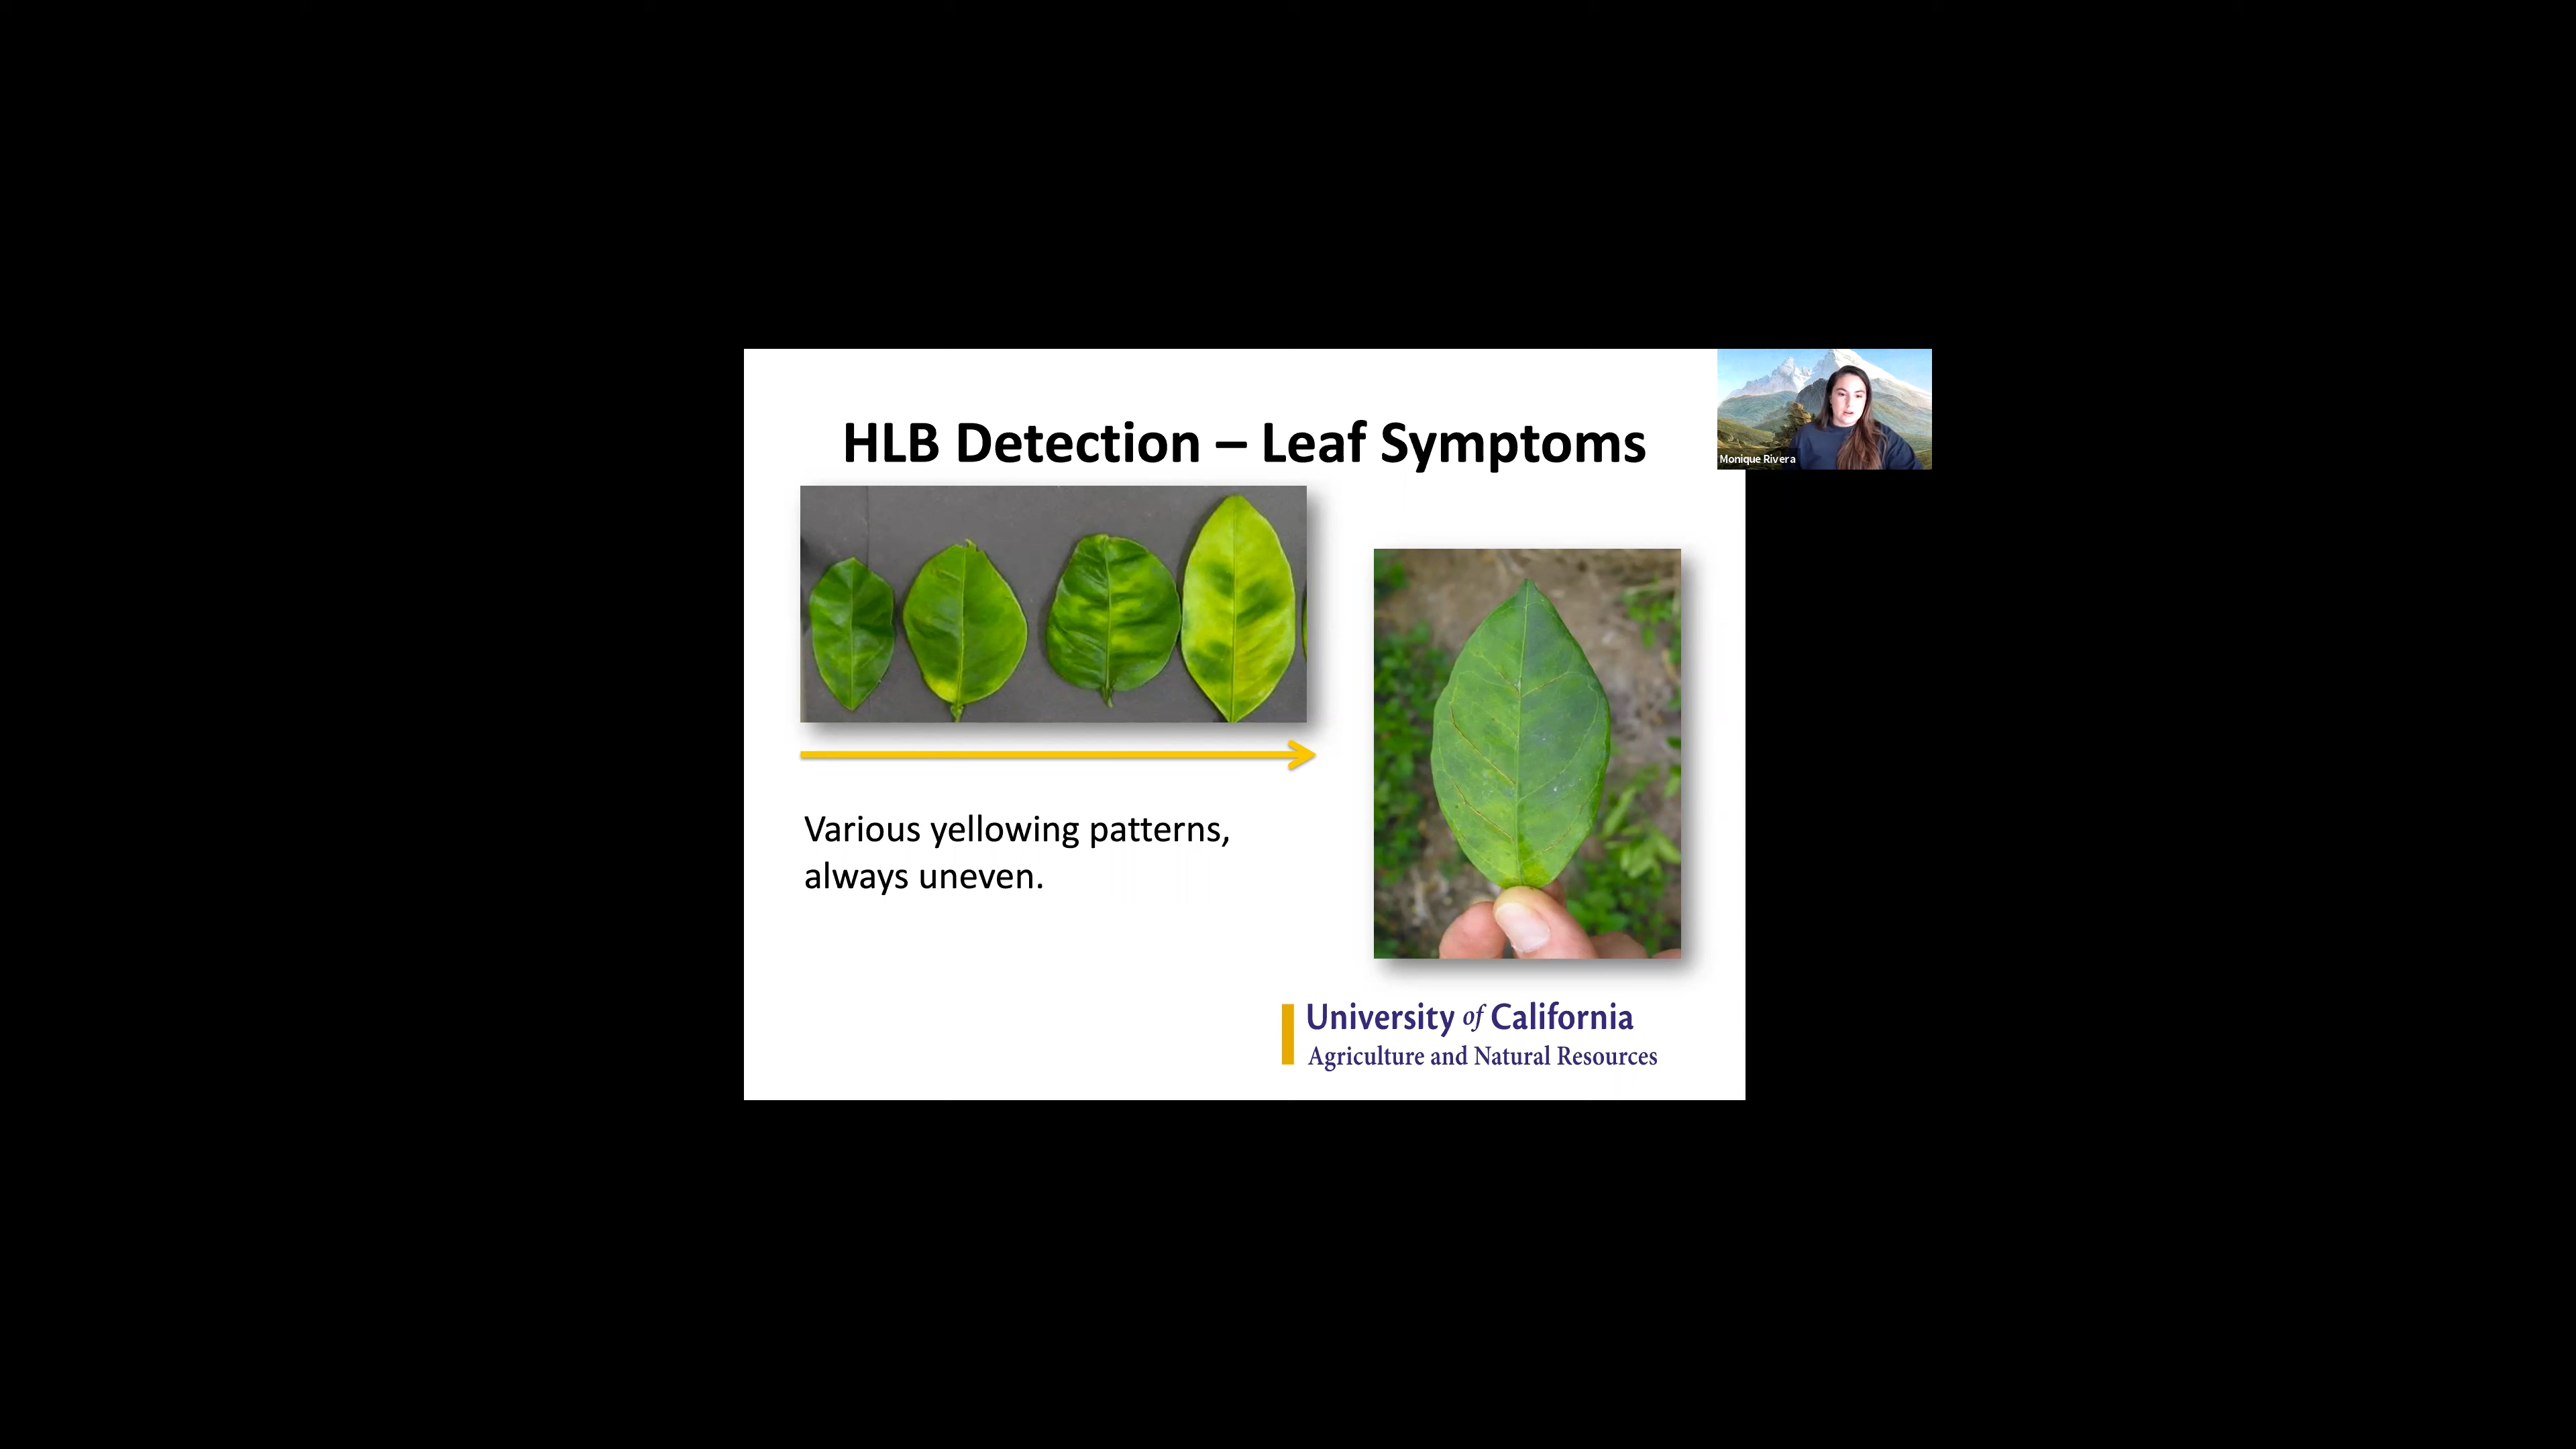 HLB Detection – Leaf Symptoms
Monique Rivera
Various yellowing patterns,
always uneven.
University of California
Agriculture and Natural Resources